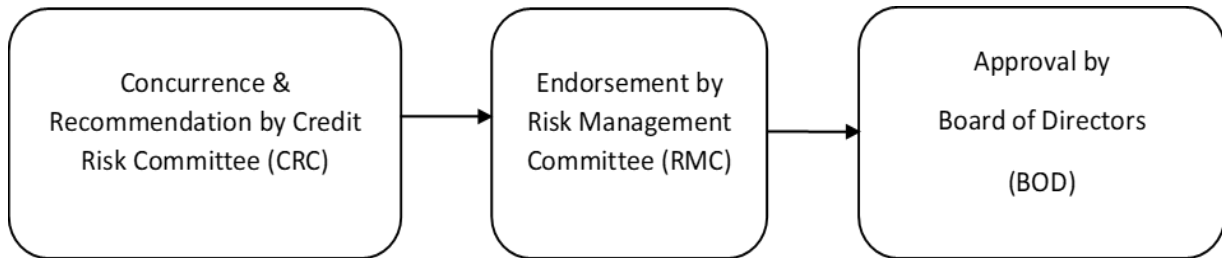 Concurrence &
Recommendation by Credit
Risk Committee (CRC)
Endorsement by
Risk Management
Committee (RMC)
Approval by
Board of Directors
(BOD)